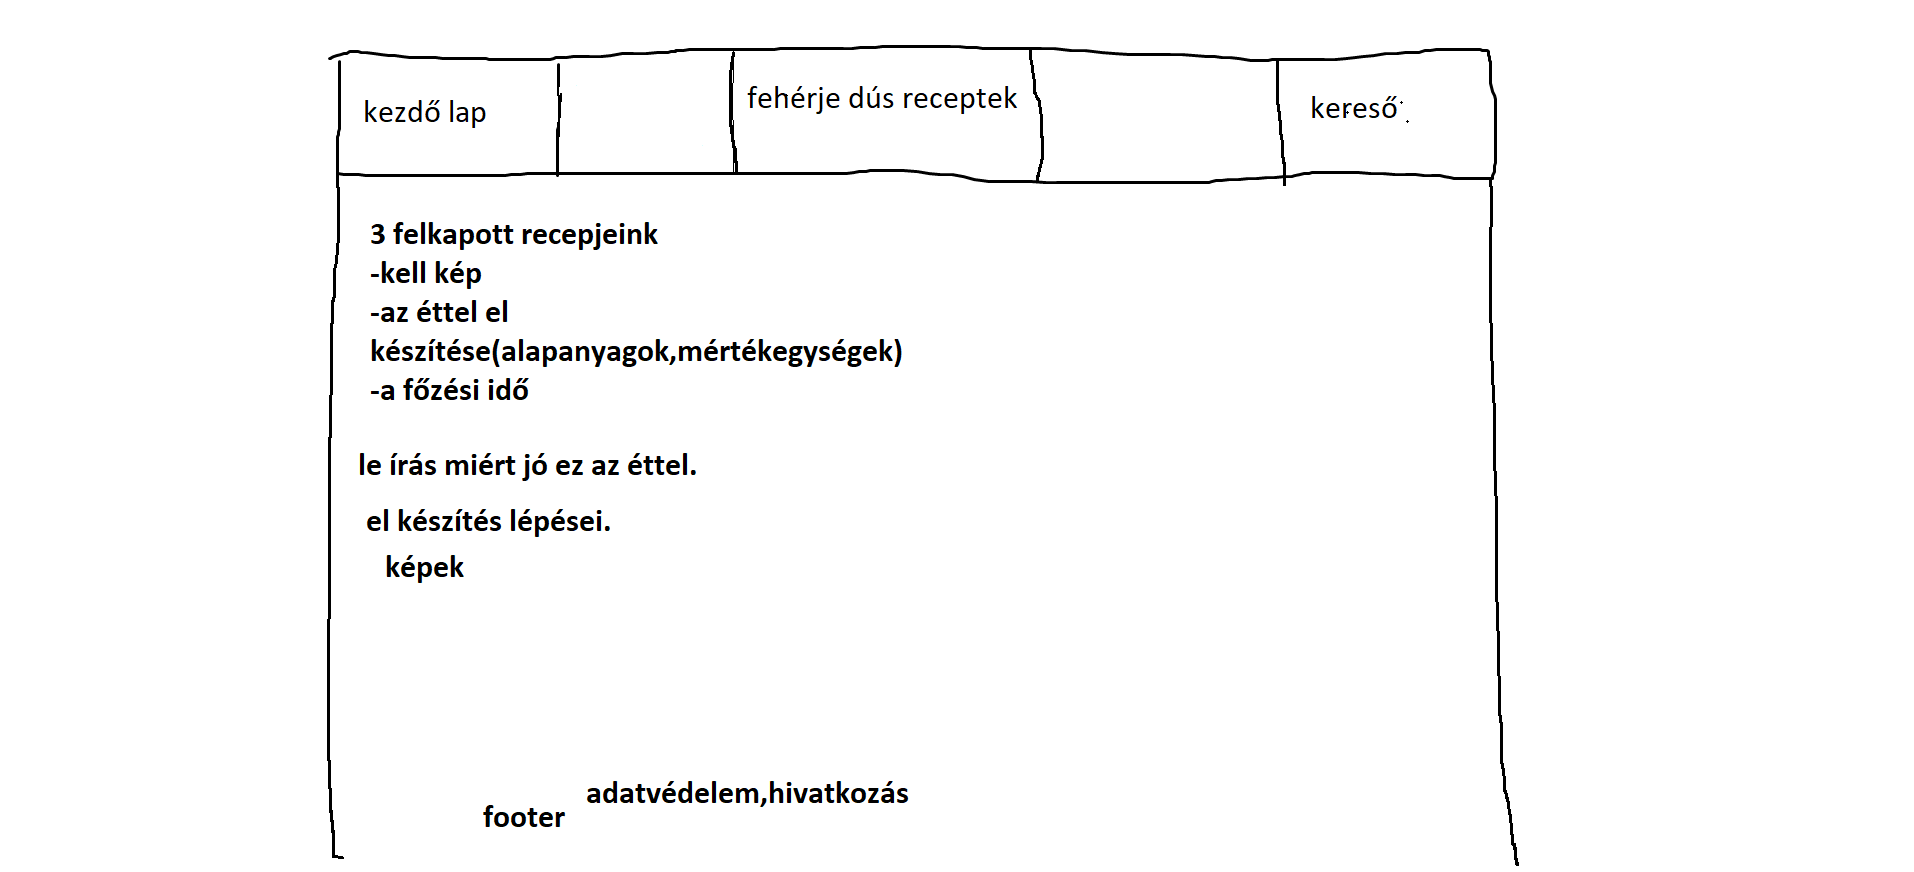 kezdő lap
fehérje dús receptek
kereső
3 felkapott recepjeink
-kell kép
-az éttel el
készítése(alapanyagok,mértékegységek)
-a főzési idő
le írás miért jó ez az éttel.
el készítés lépései.
képek
adatvédelem,hivatkozás
footer